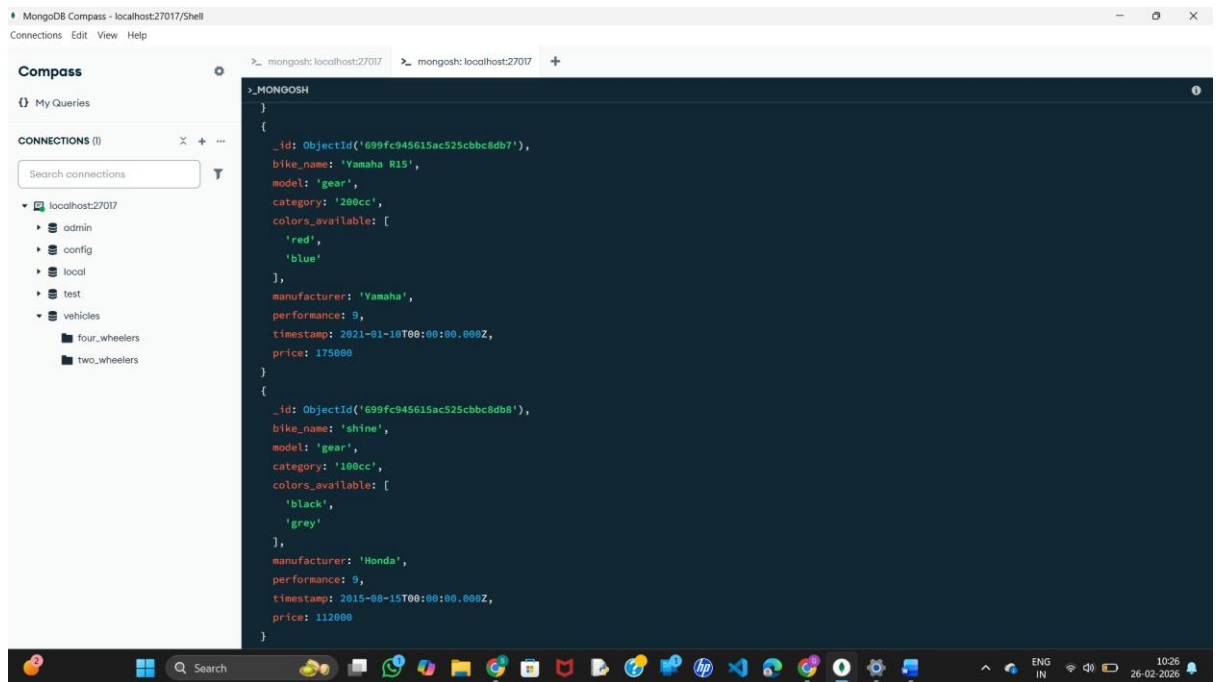 MongoDB Compass - localhost:27017/Shell
Connections Edit View Help
Compass
>_ mongosh: localhost:27017 >_ mongosh: localhost:27017 +
{} My Queries
CONNECTIONS (1)
Search connections
localhost:27017
admin
config
local
test
vehicles
four_wheelers
two_wheelers
>_MONGOSH
}
{
_id: ObjectId('699fc945615ac525cbbc8db7'),
bike_name: 'Yamaha R15',
model: 'gear',
category: '200cc',
colors_available: [
'red',
'blue'
],
manufacturer: 'Yamaha',
performance: 9,
timestamp: 2021-01-10T00:00:00.000Z,
price: 175000
}
{
_id: ObjectId('699fc945615ac525cbbc8db8'),
bike_name: 'shine',
model: 'gear',
category: '100cc',
colors_available: [
'black',
'grey'
],
manufacturer: 'Honda',
performance: 9,
timestamp: 2015-08-15T00:00:00.000Z,
price: 112000
}
2
Search
hp
ENG
IN
10:26
26-02-2026